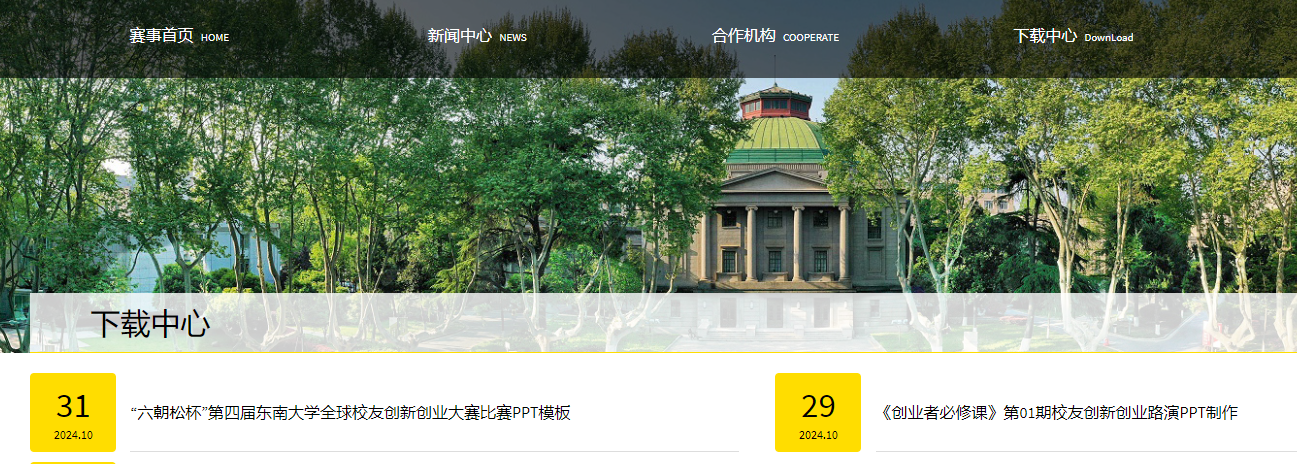 赛事首页 HOME 新闻中心 NEWS 合作机构 COOPERATE 下载中心 DownLoad
下载中心
31
2024.10
“六朝松杯”第四届东南大学全球校友创新创业大赛比赛PPT模板
29
2024.10
《创业者必修课》第01期校友创新创业路演PPT制作